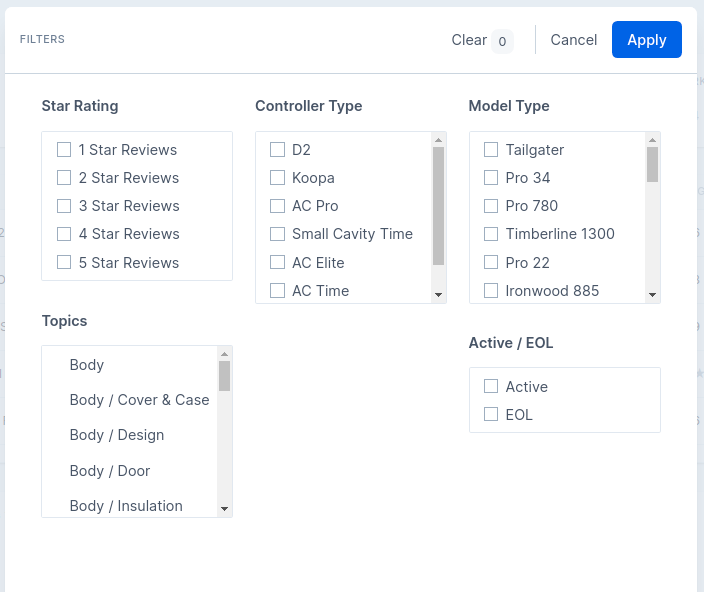 FILTERS
Clear 0
Cancel
Apply
Star Rating
1 Star Reviews
2 Star Reviews
3 Star Reviews
4 Star Reviews
5 Star Reviews
Controller Type
D2
Koopa
AC Pro
Small Cavity Time
AC Elite
AC Time
Model Type
Tailgater
Pro 34
Pro 780
Timberline 1300
Pro 22
Ironwood 885
Topics
Body
Body / Cover & Case
Body / Design
Body / Door
Body / Insulation
Active / EOL
Active
EOL